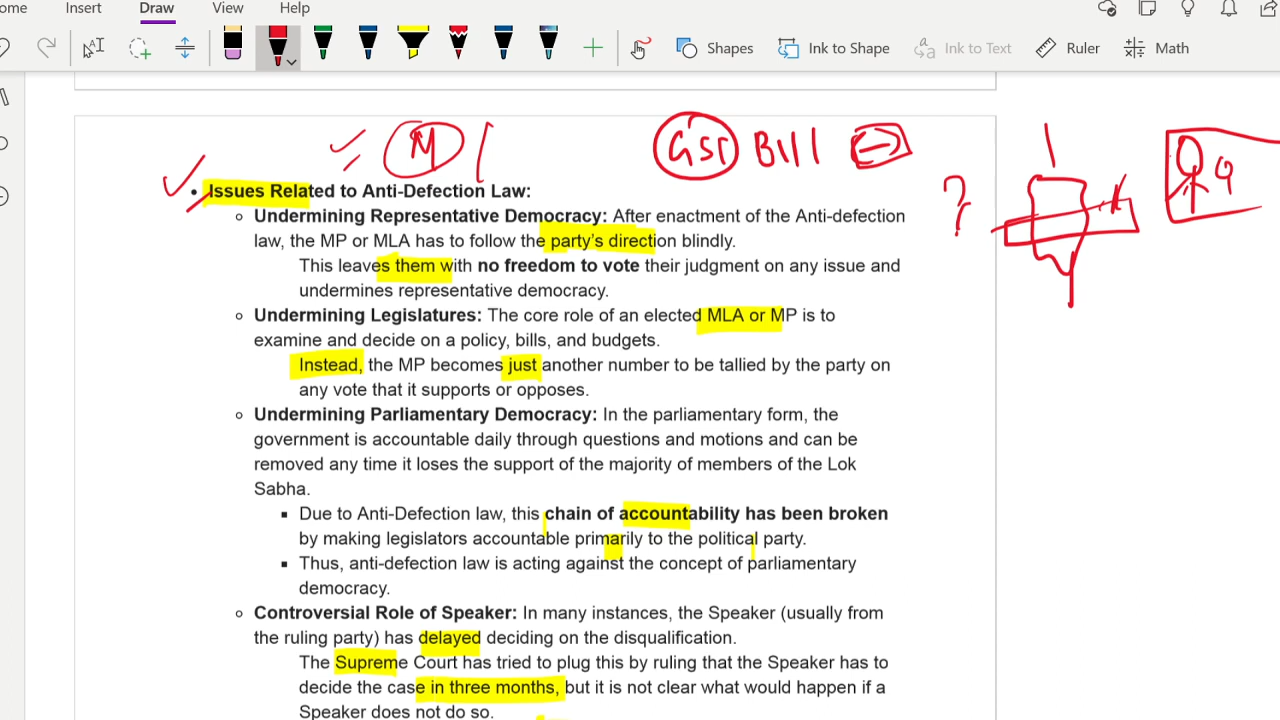 ome Insert Draw View Help
Shapes Ink to Shape Ink to Text Ruler Math
M GST Bill
?
• Issues Related to Anti-Defection Law:
Undermining Representative Democracy: After enactment of the Anti-defection
law, the MP or MLA has to follow the party's direction blindly.
This leaves them with no freedom to vote their judgment on any issue and
undermines representative democracy.
Undermining Legislatures: The core role of an elected MLA or MP is to
examine and decide on a policy, bills, and budgets.
Instead, the MP becomes just another number to be tallied by the party on
any vote that it supports or opposes.
Undermining Parliamentary Democracy: In the parliamentary form, the
government is accountable daily through questions and motions and can be
removed any time it loses the support of the majority of members of the Lok
Sabha.
Due to Anti-Defection law, this chain of accountability has been broken
by making legislators accountable primarily to the political party.
Thus, anti-defection law is acting against the concept of parliamentary
democracy.
Controversial Role of Speaker: In many instances, the Speaker (usually from
the ruling party) has delayed deciding on the disqualification.
The Supreme Court has tried to plug this by ruling that the Speaker has to
decide the case in three months, but it is not clear what would happen if a
Speaker does not do so.